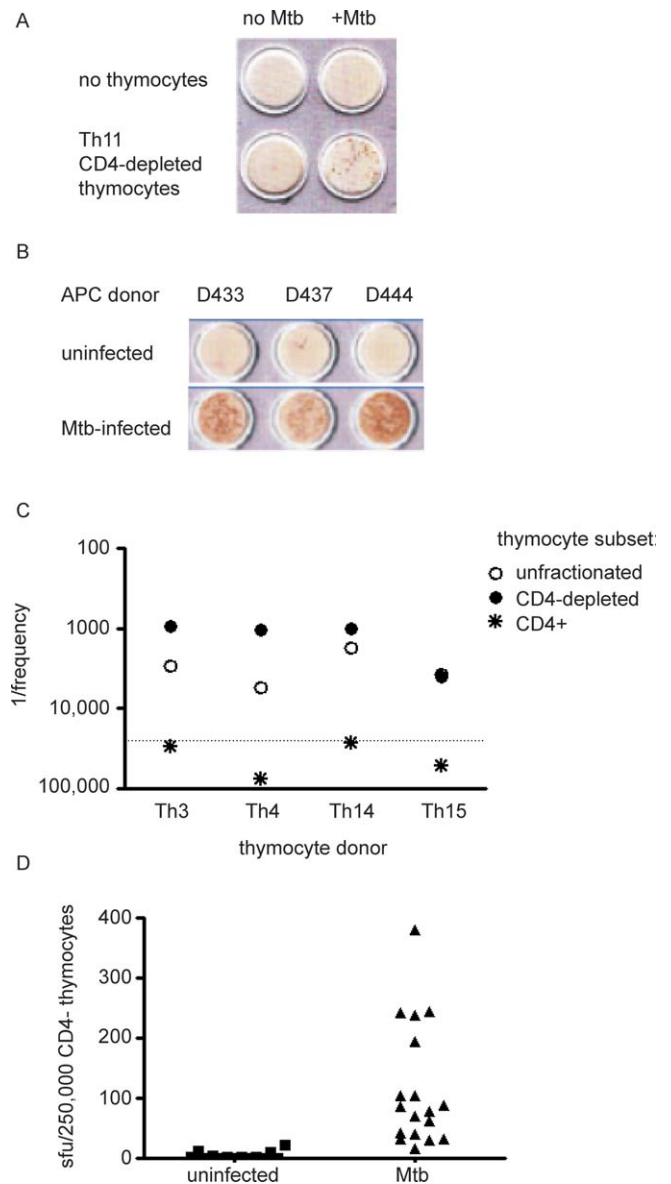 A
no Mtb +Mtb
no thymocytes
Th11
CD4-depleted
thymocytes
B
APC donor D433 D437 D444
uninfected
Mtb-infected
C
thymocyte subset:
unfractionated
CD4-depleted
CD4+
1/frequency
100
1000
10,000
100,000
Th3 Th4 Th14 Th15
thymocyte donor
D
sfu/250,000 CD4- thymocytes
400
300
200
100
0
uninfected Mtb